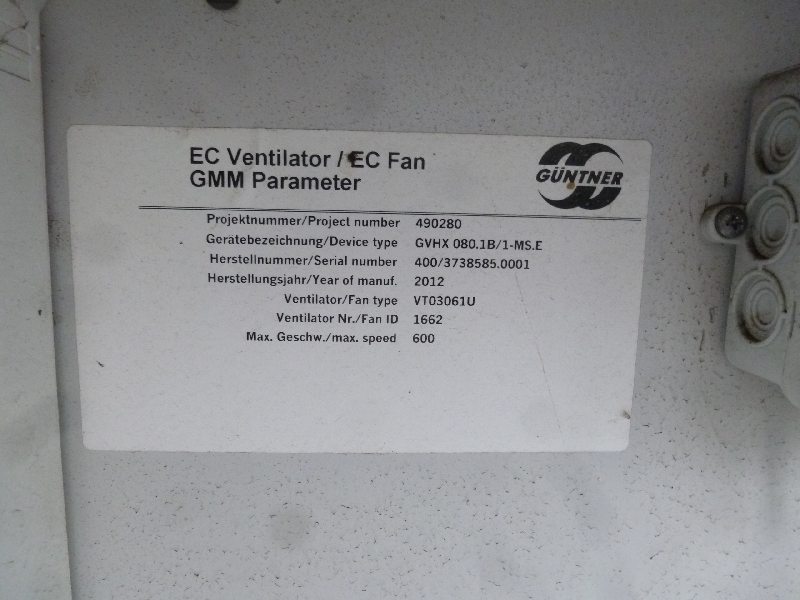 EC Ventilator / EC Fan
GMM Parameter
GÜNTNER
Projektnummer/Project number 490280
Gerätebezeichnung/Device type GVHX 080.1B/1-MS.E
Herstellnummer/Serial number 400/3738585.0001
Herstellungsjahr/Year of manuf. 2012
Ventilator/Fan type VT03061U
Ventilator Nr./Fan ID 1662
Max. Geschw./max. speed 600